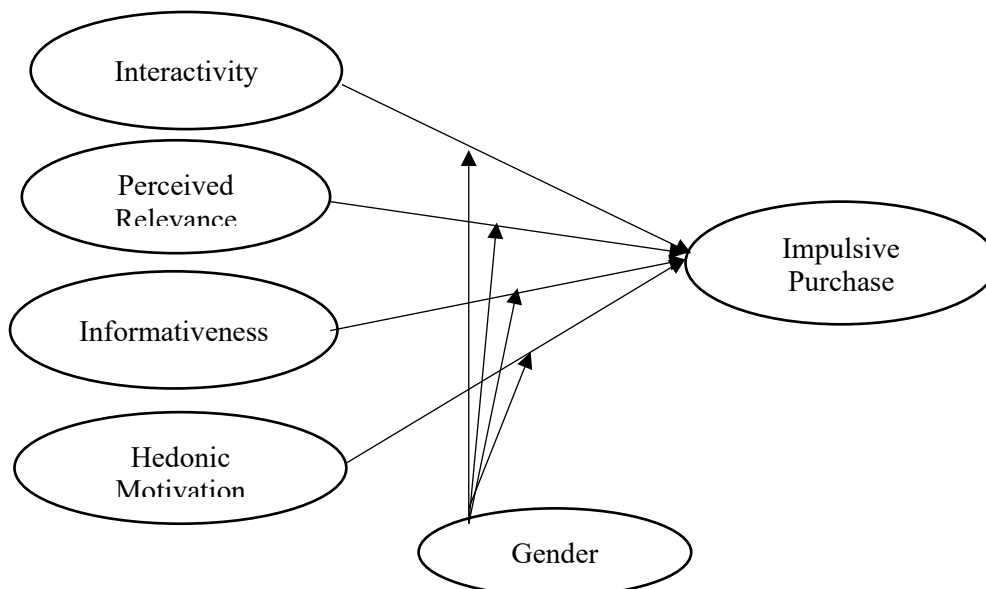 Interactivity
Perceived
Relevance
Impulsive
Purchase
Informativeness
Hedonic
Motivation
Gender